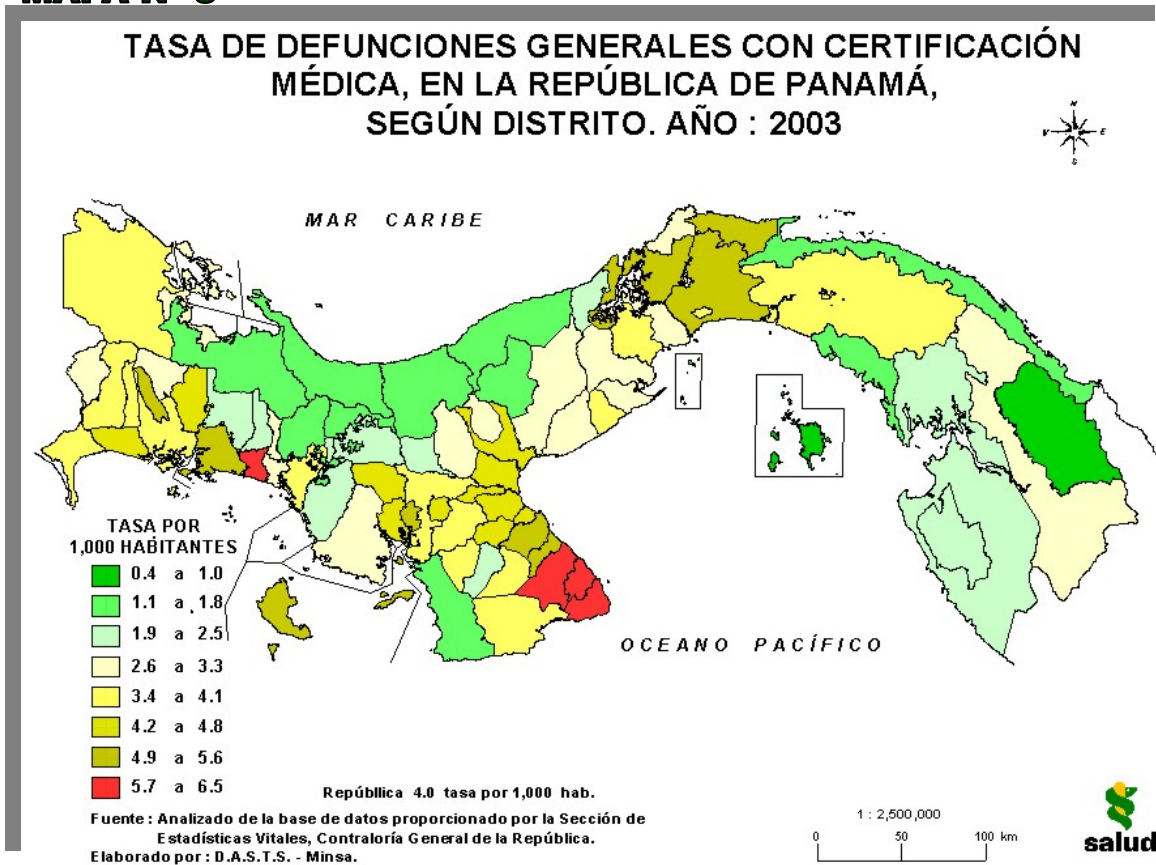 MAPA N° 3
TASA DE DEFUNCIONES GENERALES CON CERTIFICACIÓN
MÉDICA, EN LA REPÚBLICA DE PANAMÁ,
SEGÚN DISTRITO. AÑO : 2003
N
V E
S
MAR CARIBE
TASA POR
1,000 HABITANTES
0.4 a 1.0
1.1 a 1.8
1.9 a 2.5
2.6 a 3.3
3.4 a 4.1
4.2 a 4.8
4.9 a 5.6
5.7 a 6.5
OCEANO PACÍFICO
Repúbllica 4.0 tasa por 1,000 hab.
Fuente : Analizado de la base de datos proporcionado por la Sección de
Estadísticas Vitales, Contraloría General de la República.
Elaborado por : D.A.S.T.S. - Minsa.
1 : 2,500,000
0 50 100 km
salud